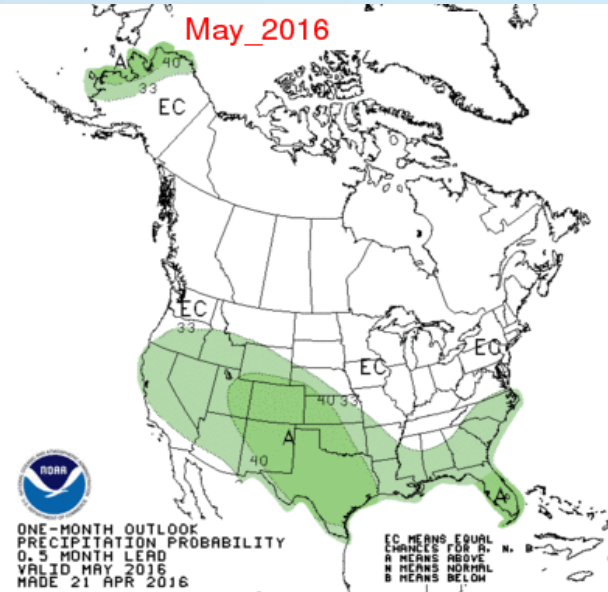 May_2016
A 40
33
EC
EC
33
EC
EC
40 33
A
40
A
NOAA
ONE-MONTH OUTLOOK
PRECIPITATION PROBABILITY
0.5 MONTH LEAD
VALID MAY 2016
MADE 21 APR 2016
EC MEANS EQUAL
CHANCES FOR A, N, B
A MEANS ABOVE
N MEANS NORMAL
B MEANS BELOW